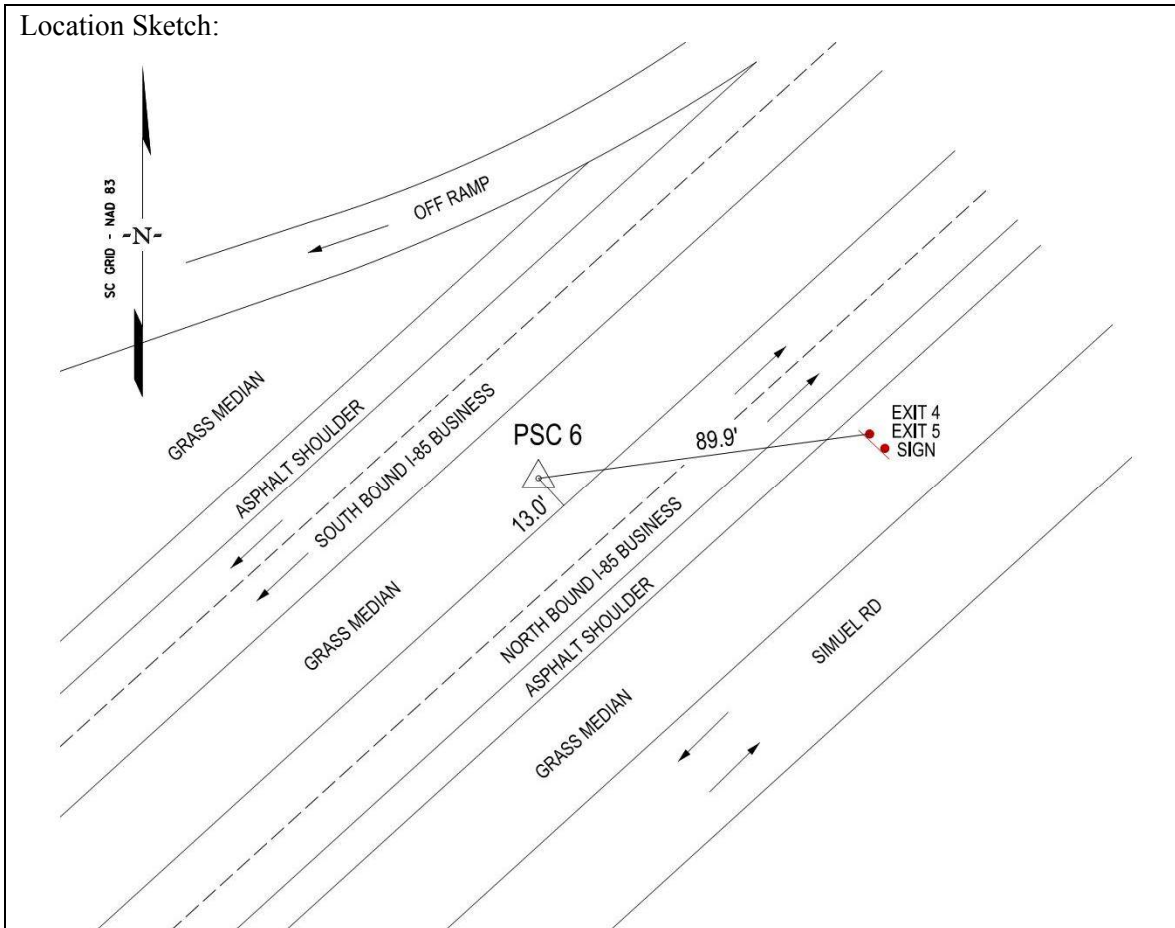 Location Sketch:
SC GRID - NAD 83
-N-
OFF RAMP
GRASS MEDIAN
ASPHALT SHOULDER
SOUTH BOUND I-85 BUSINESS
PSC 6
13.0'
89.9'
EXIT 4
EXIT 5
SIGN
GRASS MEDIAN
NORTH BOUND I-85 BUSINESS
ASPHALT SHOULDER
GRASS MEDIAN
SIMUEL RD